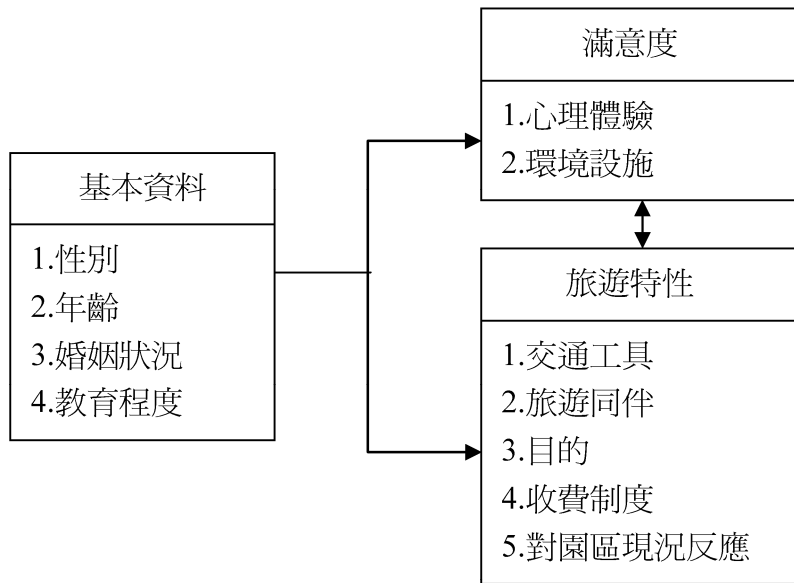 滿意度
1.心理體驗
2.環境設施
基本資料
1.性別
2.年齡
3.婚姻狀況
4.教育程度
旅遊特性
1.交通工具
2.旅遊同伴
3.目的
4.收費制度
5.對園區現況反應